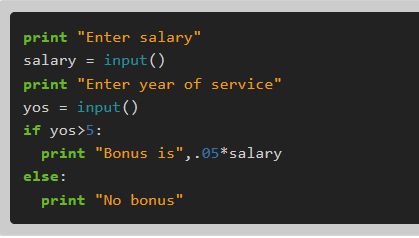 print "Enter salary"
salary = input()
print "Enter year of service"
yos = input()
if yos>5:
  print "Bonus is",.05*salary
else:
  print "No bonus"